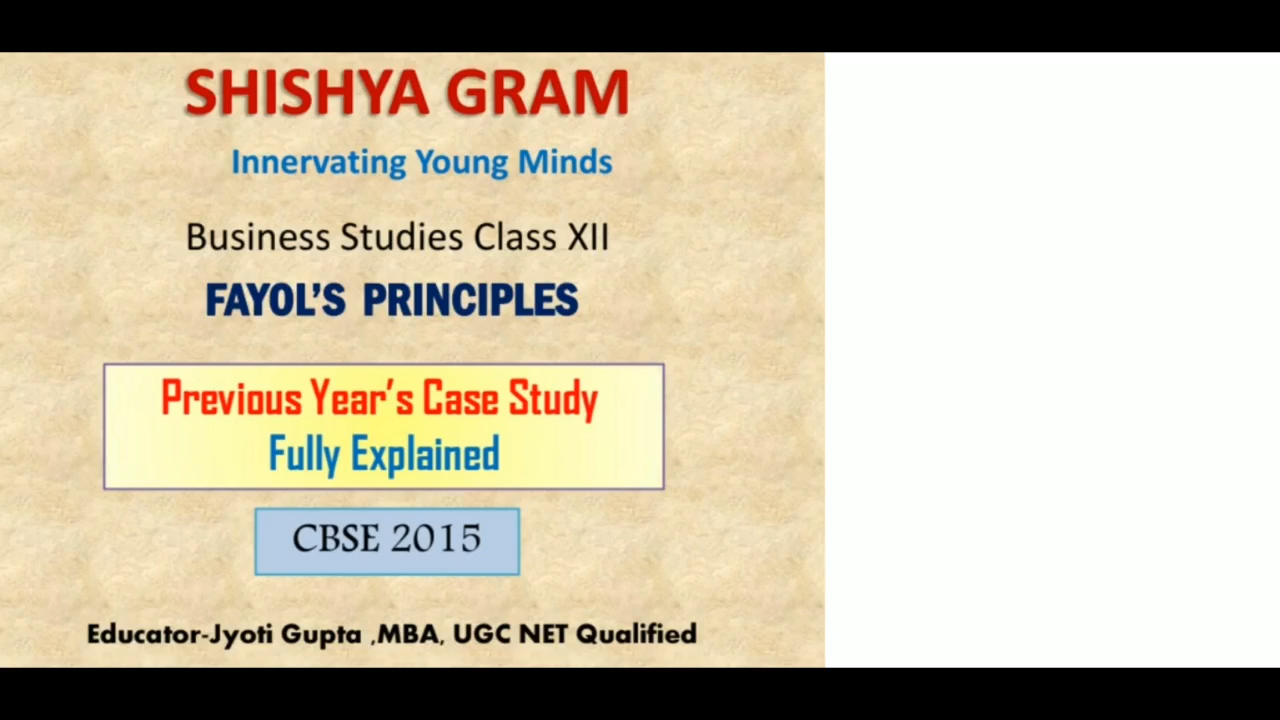 SHISHYA GRAM
Innervating Young Minds
Business Studies Class XII
FAYOL'S PRINCIPLES
Previous Year's Case Study
Fully Explained
CBSE 2015
Educator-Jyoti Gupta ,MBA, UGC NET Qualified